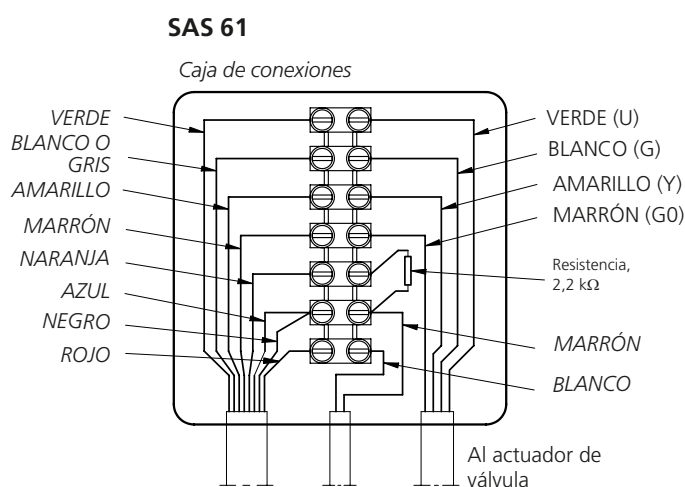 SAS 61
Caja de conexiones
VERDE
BLANCO O
GRIS
AMARILLO
MARRÓN
NARANJA
AZUL
NEGRO
ROJO
VERDE (U)
BLANCO (G)
AMARILLO (Y)
MARRÓN (G0)
Resistencia,
2,2 kΩ
MARRÓN
BLANCO
Al actuador de
válvula